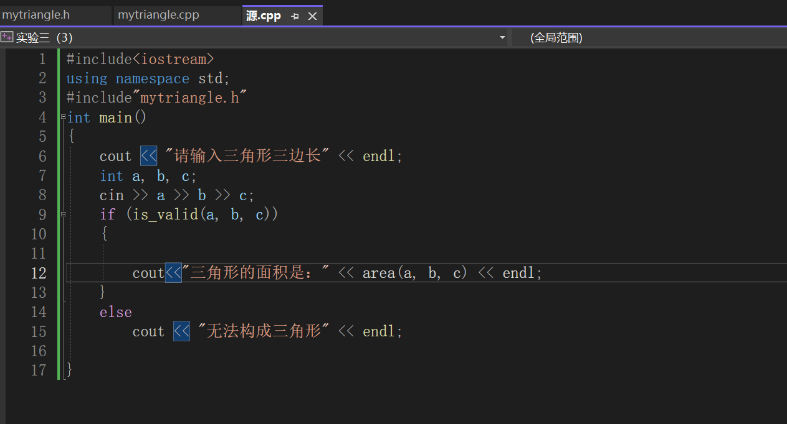 mytriangle.h mytriangle.cpp 源.cpp
实验三 (3) (全局范围)
1 #include<iostream>
2 using namespace std;
3 #include"mytriangle.h"
4 int main()
5 {
6 cout << "请输入三角形三边长" << endl;
7 int a, b, c;
8 cin >> a >> b >> c;
9 if (is_valid(a, b, c))
10 {
11
12 cout<<"三角形的面积是：" << area(a, b, c) << endl;
13 }
14 else
15 cout << "无法构成三角形" << endl;
16
17 }